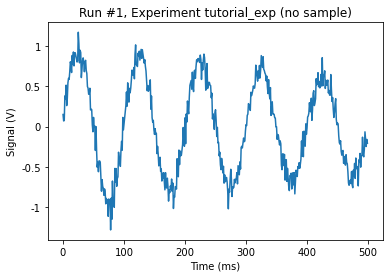 Run #1, Experiment tutorial_exp (no sample)
1
0.5
0
-0.5
-1
Signal (V)
0 100 200 300 400 500
Time (ms)